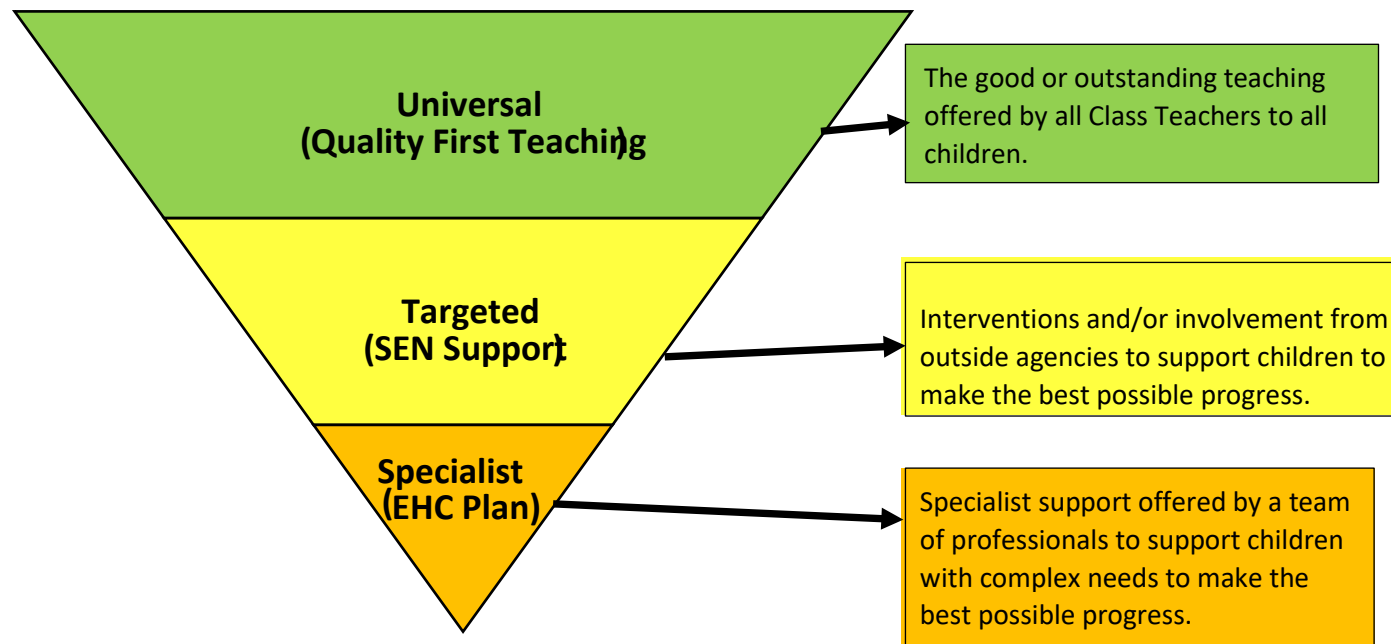 Universal
(Quality First Teaching)
The good or outstanding teaching
offered by all Class Teachers to all
children.
Targeted
(SEN Support)
Interventions and/or involvement from
outside agencies to support children to
make the best possible progress.
Specialist
(EHC Plan)
Specialist support offered by a team
of professionals to support children
with complex needs to make the
best possible progress.